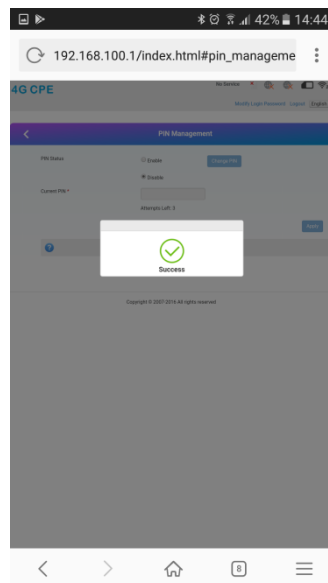 42% 14:44
192.168.100.1/index.html#pin_manageme
4G CPE
No Service
Modify Login Password Logout English
PIN Management
PIN Status
Enable
Change PIN
Disable
Current PIN *
Attempts Left: 3
Apply
Success
Copyright © 2007-2016 All rights reserved
8